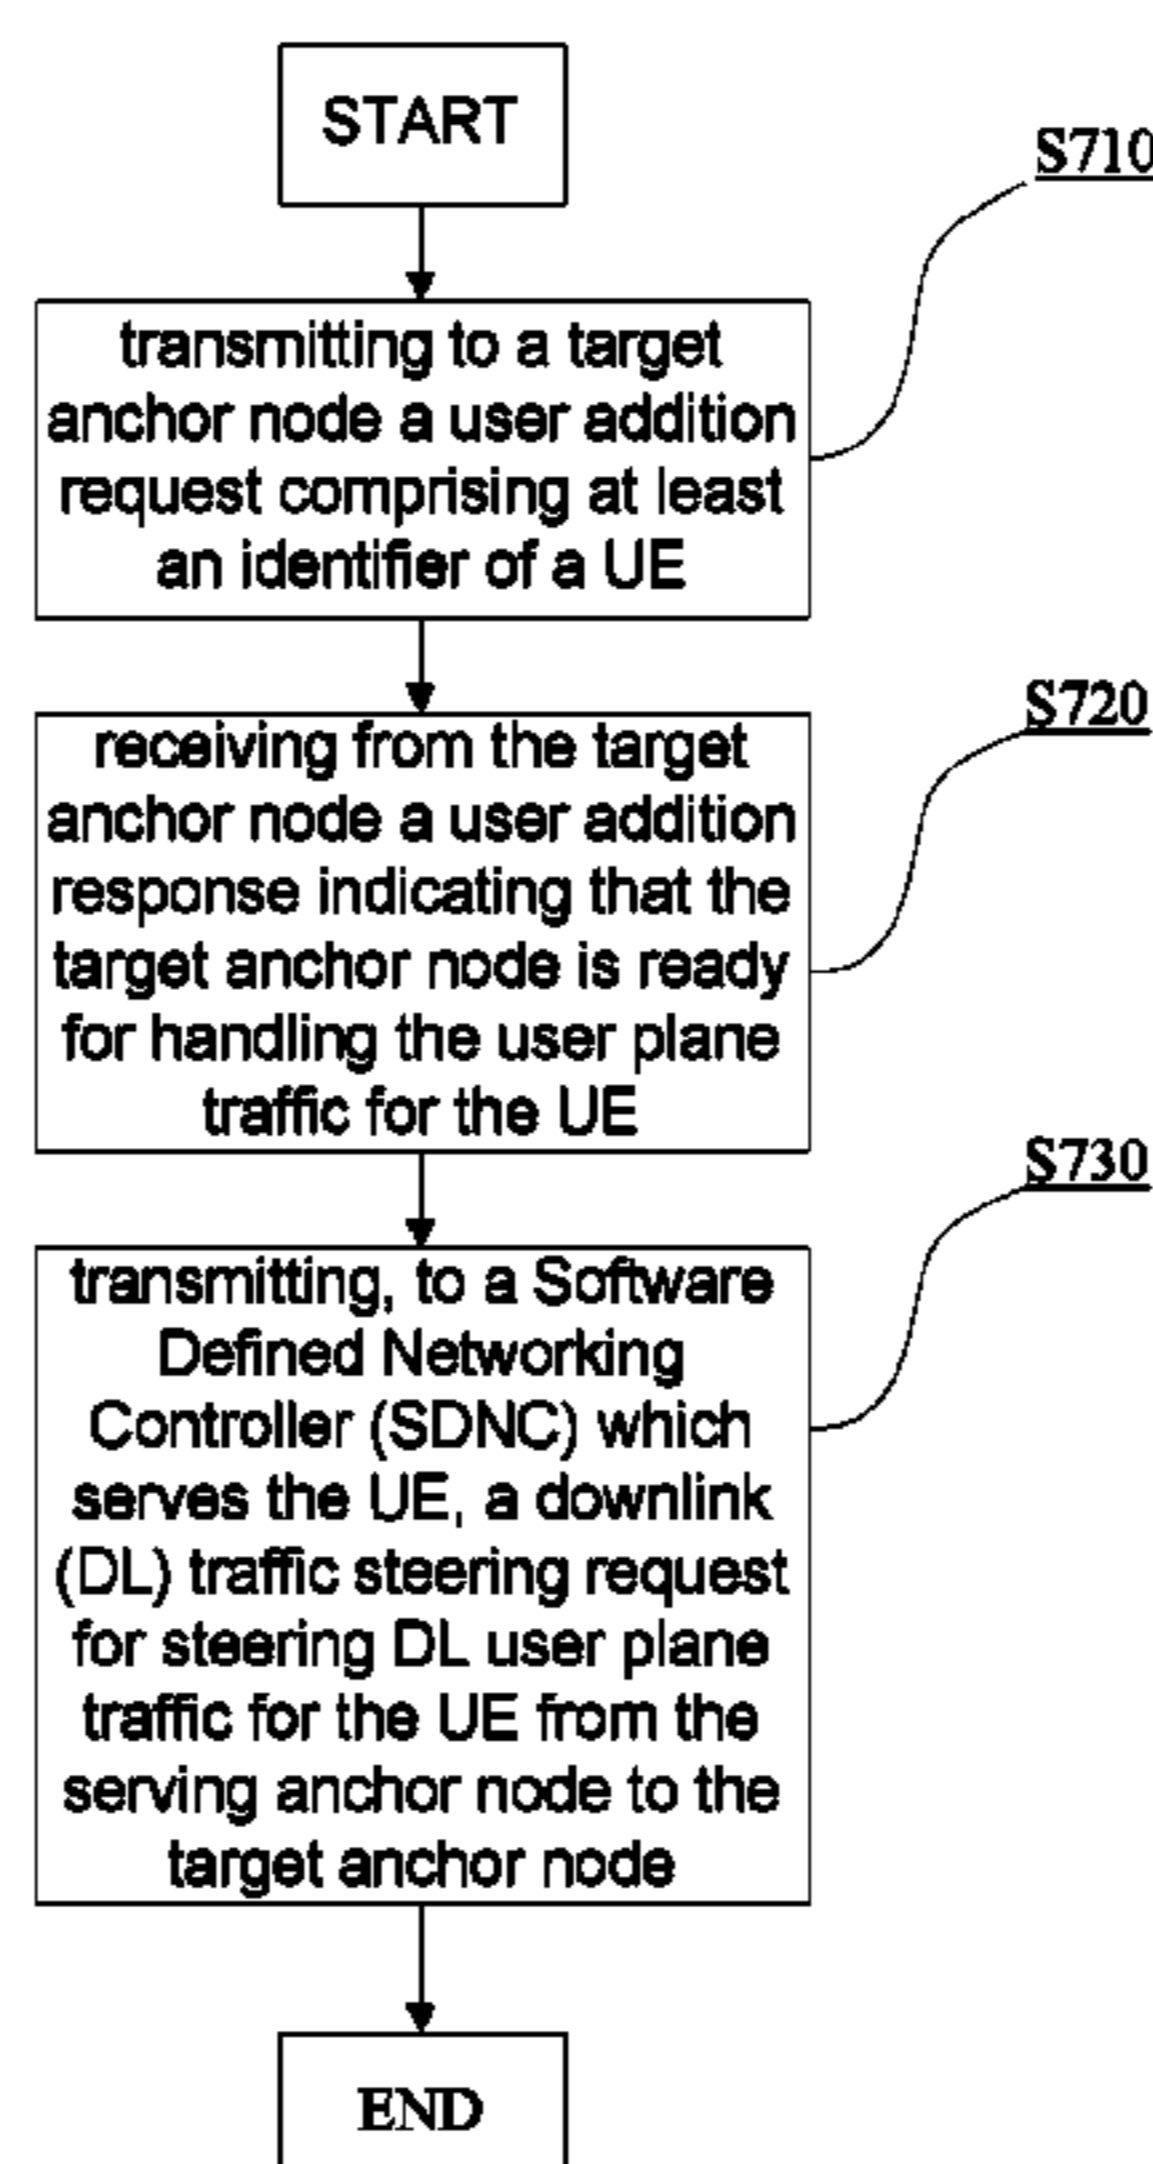 START
S710
transmitting to a target
anchor node a user addition
request comprising at least
an identifier of a UE
S720
receiving from the target
anchor node a user addition
response indicating that the
target anchor node is ready
for handling the user plane
traffic for the UE
S730
transmitting, to a Software
Defined Networking
Controller (SDNC) which
serves the UE, a downlink
(DL) traffic steering request
for steering DL user plane
traffic for the UE from the
serving anchor node to the
target anchor node
END